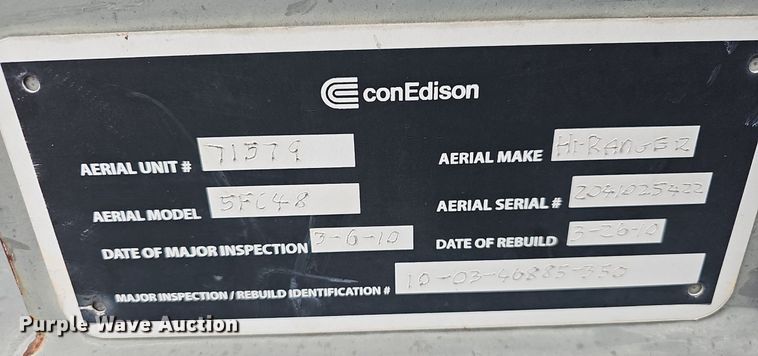 conEdison
AERIAL UNIT # 71579
AERIAL MAKE HI-RANGER
AERIAL MODEL 5FC48
AERIAL SERIAL # 2041025422
DATE OF MAJOR INSPECTION 3-6-10
DATE OF REBUILD 3-26-10
MAJOR INSPECTION / REBUILD IDENTIFICATION # 10-03-46885-350
Purple Wave Auction